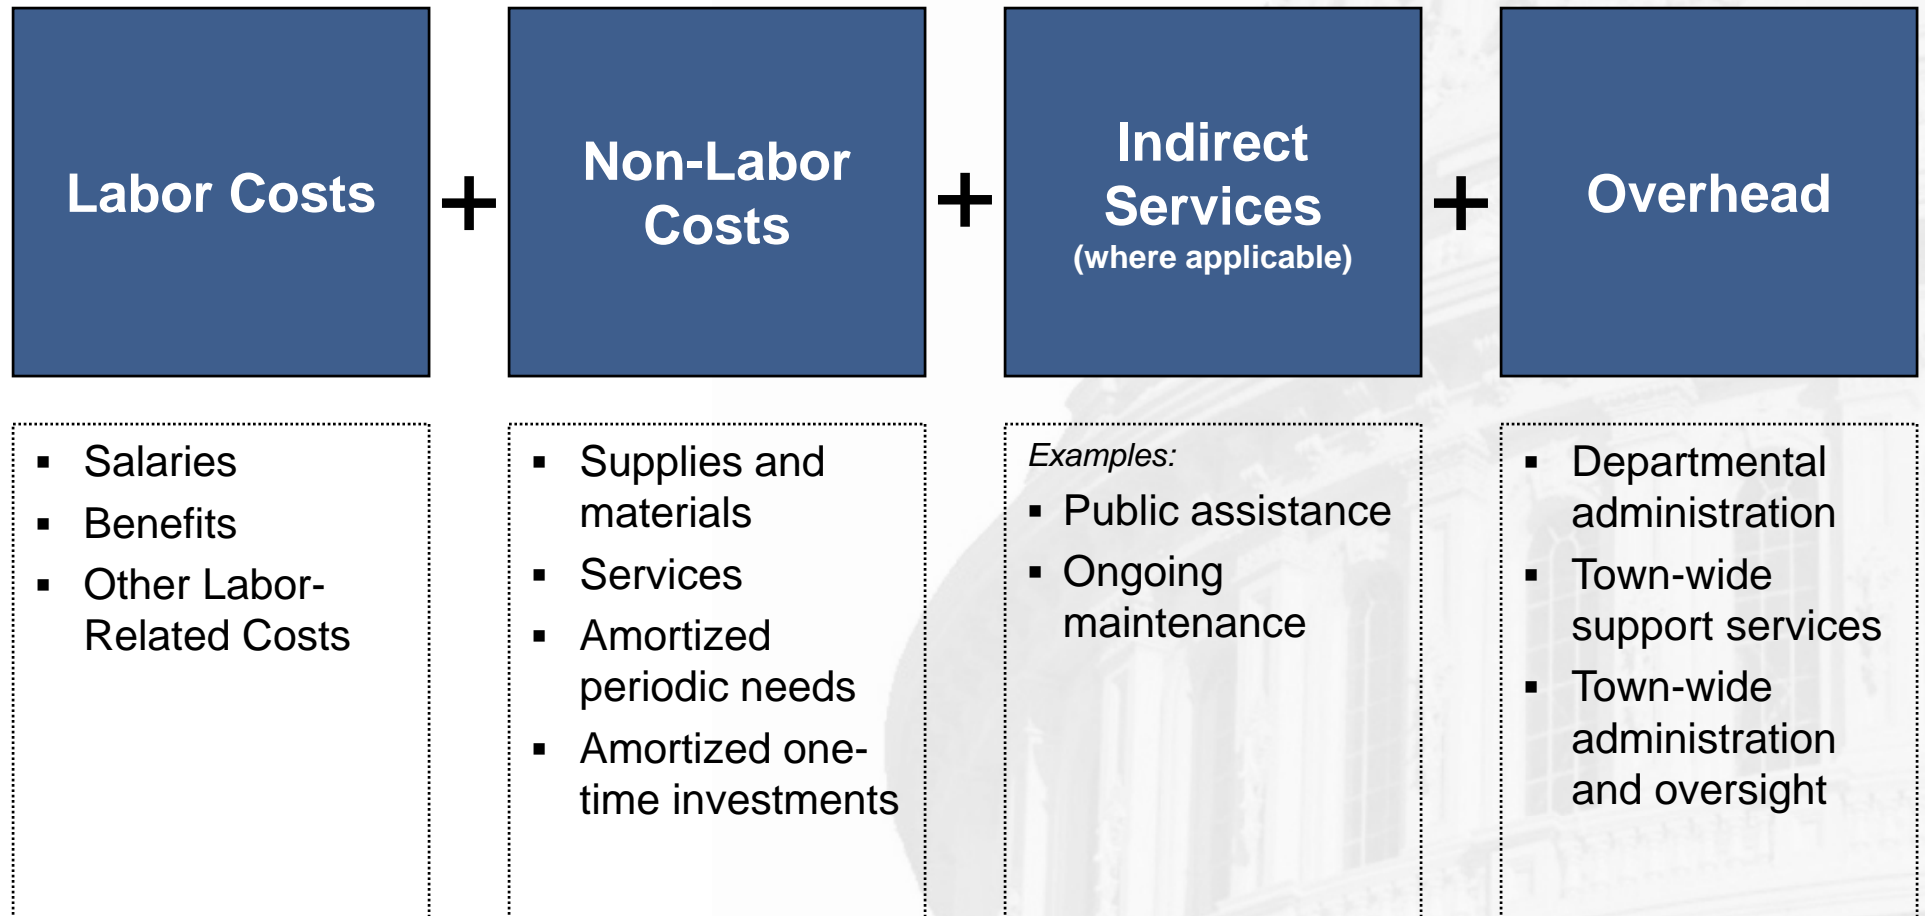 Labor Costs
+
Non-Labor
Costs
+
Indirect
Services
(where applicable)
+
Overhead
▪ Salaries
▪ Benefits
▪ Other Labor-
Related Costs
▪ Supplies and
materials
▪ Services
▪ Amortized
periodic needs
▪ Amortized one-
time investments
Examples:
▪ Public assistance
▪ Ongoing
maintenance
▪ Departmental
administration
▪ Town-wide
support services
▪ Town-wide
administration
and oversight